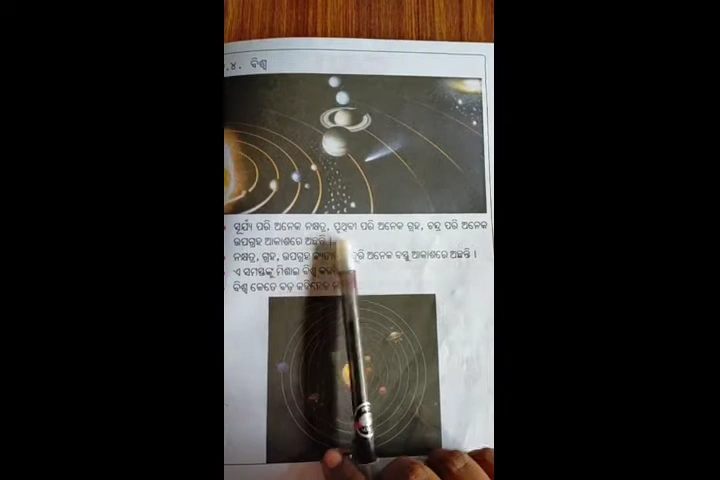 .୪. ବିଶ୍ୱ
ସୂର୍ଯ୍ୟ ପରି ଅନେକ ନକ୍ଷତ୍ର, ପୃଥିବୀ ପରି ଅନେକ ଗ୍ରହ, ଚନ୍ଦ୍ର ପରି ଅନେକ
ଉପଗ୍ରହ ଆକାଶରେ ଅଛନ୍ତି ।
ନକ୍ଷତ୍ର, ଗ୍ରହ, ଉପଗ୍ରହ ଅନେକ ବସ୍ତୁ ଆକାଶରେ ଅଛନ୍ତି ।
ଏ ସମସ୍ତଙ୍କୁ ମିଶାଇ ବିଶ୍ୱ
ବିଶ୍ୱ କେତେ ବଡ଼